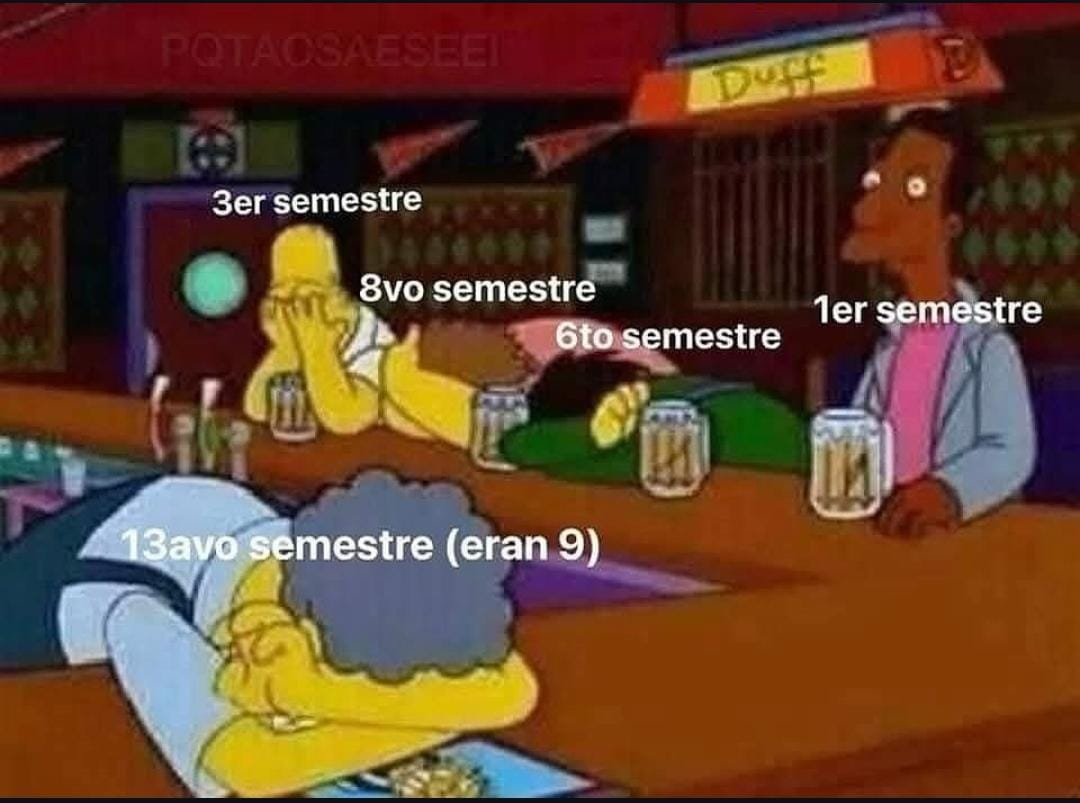 PQTAOSAESEEI
Duff
D
3er semestre
8vo semestre
6to semestre
1er semestre
13avo semestre (eran 9)